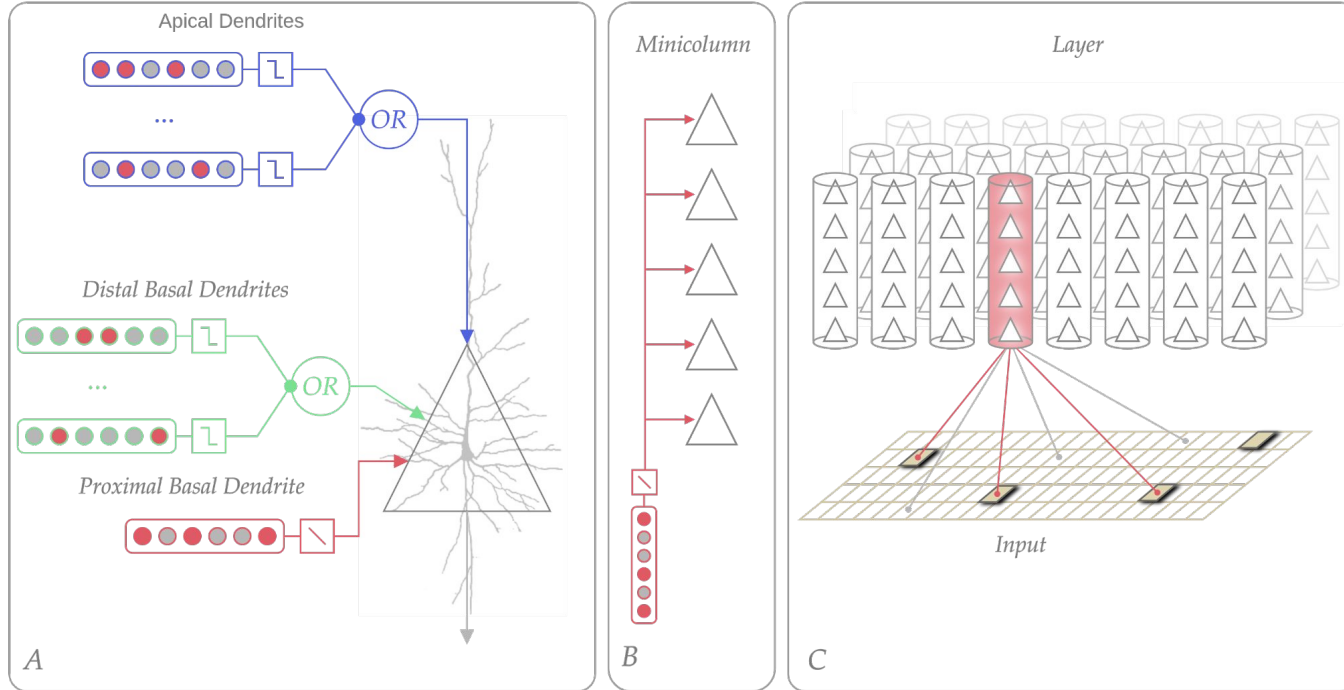 Apical Dendrites
OR
...
Distal Basal Dendrites
OR
...
Proximal Basal Dendrite
A
Minicolumn
B
Layer
Input
C